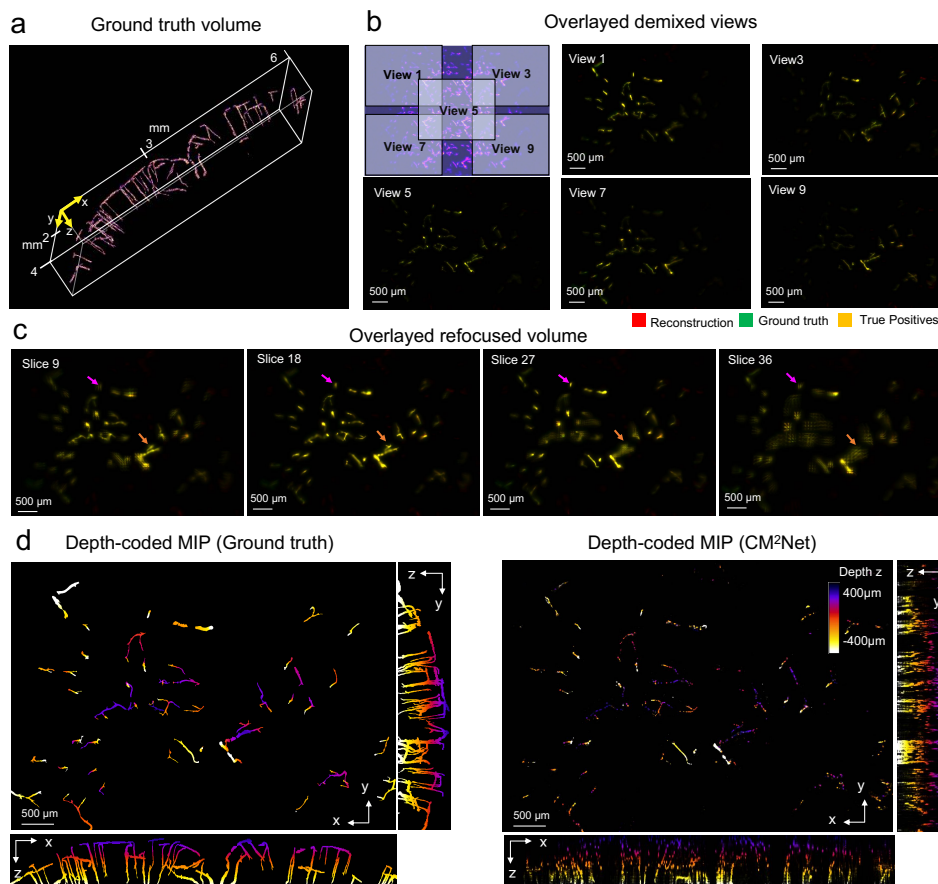 a
Ground truth volume
6
mm
3
x
y
z
2
mm
4
b
Overlayed demixed views
View 1
View 3
View 5
View 7
View 9
View 1
500 µm
View3
500 µm
View 5
500 µm
View 7
500 µm
View 9
500 µm
Reconstruction
Ground truth
True Positives
c
Overlayed refocused volume
Slice 9
500 µm
Slice 18
500 µm
Slice 27
500 µm
Slice 36
500 µm
d
Depth-coded MIP (Ground truth)
z
y
y
x
500 µm
x
z
Depth-coded MIP (CM²Net)
Depth z
400µm
-400µm
z
y
y
x
500 µm
x
z